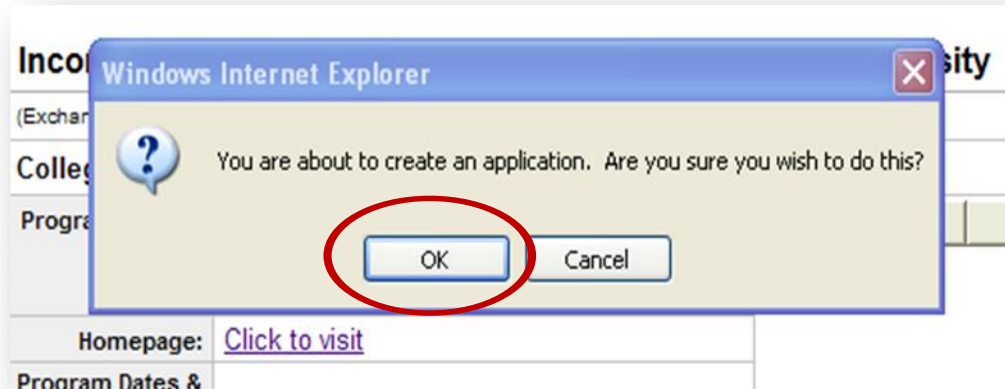 Windows Internet Explorer
sity
You are about to create an application. Are you sure you wish to do this?
OK Cancel
Homepage: Click to visit
Program Dates &